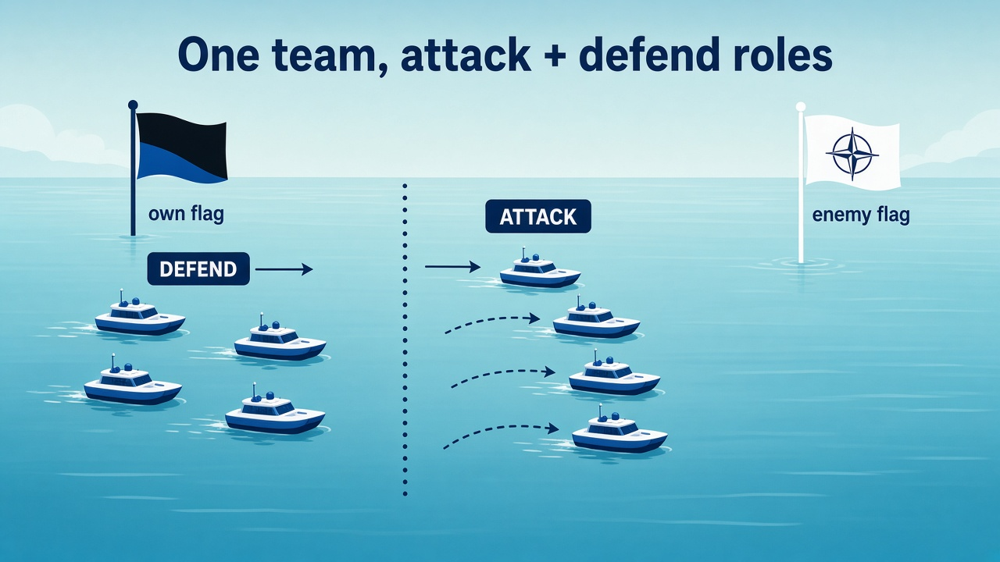 One team, attack + defend roles
own flag
ATTACK
enemy flag
DEFEND